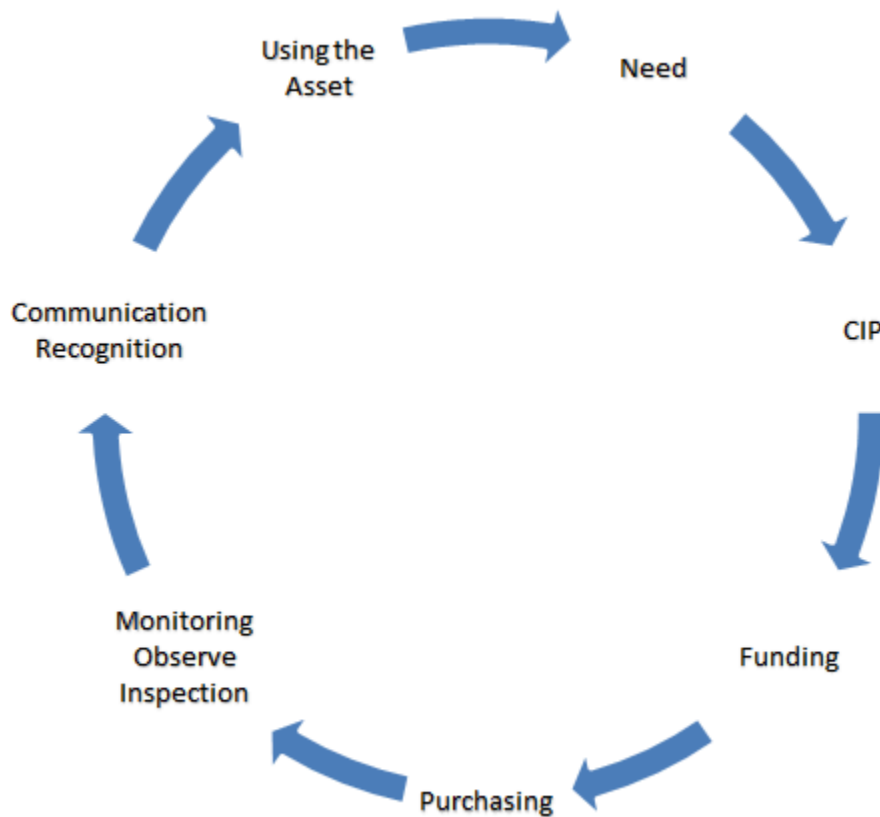 Using the
Asset
Need
CIP
Funding
Purchasing
Monitoring
Observe
Inspection
Communication
Recognition